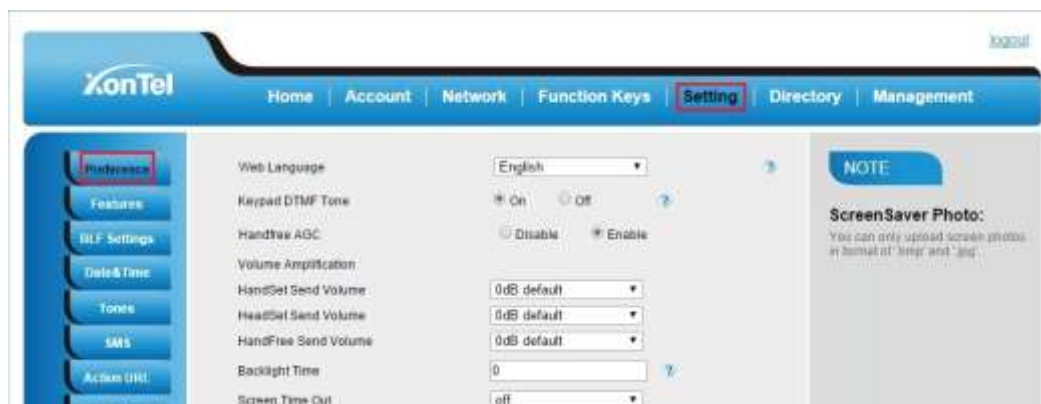 logout
XonTel
Home | Account | Network | Function Keys | Setting | Directory | Management
Preference
Features
BLF Settings
Date&Time
Tones
SMS
Action URL
Web Language English
Keypad DTMF Tone On Off
Handfree AGC Disable Enable
Volume Amplification
HandSet Send Volume 0dB default
HeadSet Send Volume 0dB default
HandFree Send Volume 0dB default
Backlight Time 0
Screen Time Out off
NOTE
ScreenSaver Photo:
You can only upload screen photos
in format of '.bmp' and '.jpg'